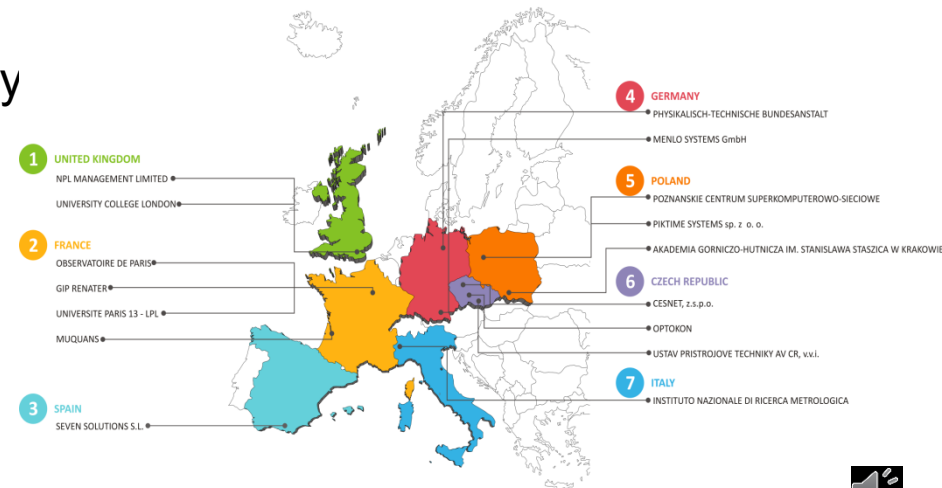 y
1 UNITED KINGDOM
NPL MANAGEMENT LIMITED
UNIVERSITY COLLEGE LONDON
2 FRANCE
OBSERVATOIRE DE PARIS
GIP RENATER
UNIVERSITE PARIS 13 - LPL
MUQUANS
3 SPAIN
SEVEN SOLUTIONS S.L.
4 GERMANY
PHYSIKALISCH-TECHNISCHE BUNDESANSTALT
MENLO SYSTEMS GmbH
5 POLAND
POZNANSKIE CENTRUM SUPERKOMPUTEROWO-SIECIOWE
PIKTIME SYSTEMS sp. z o. o.
AKADEMIA GORNICZO-HUTNICZA IM. STANISLAWA STASZICA W KRAKOWIE
6 CZECH REPUBLIC
CESNET, z.s.p.o.
OPTOKON
USTAV PRISTROJOVE TECHNIKY AV CR, v.v.i.
7 ITALY
INSTITUTO NAZIONALE DI RICERCA METROLOGICA